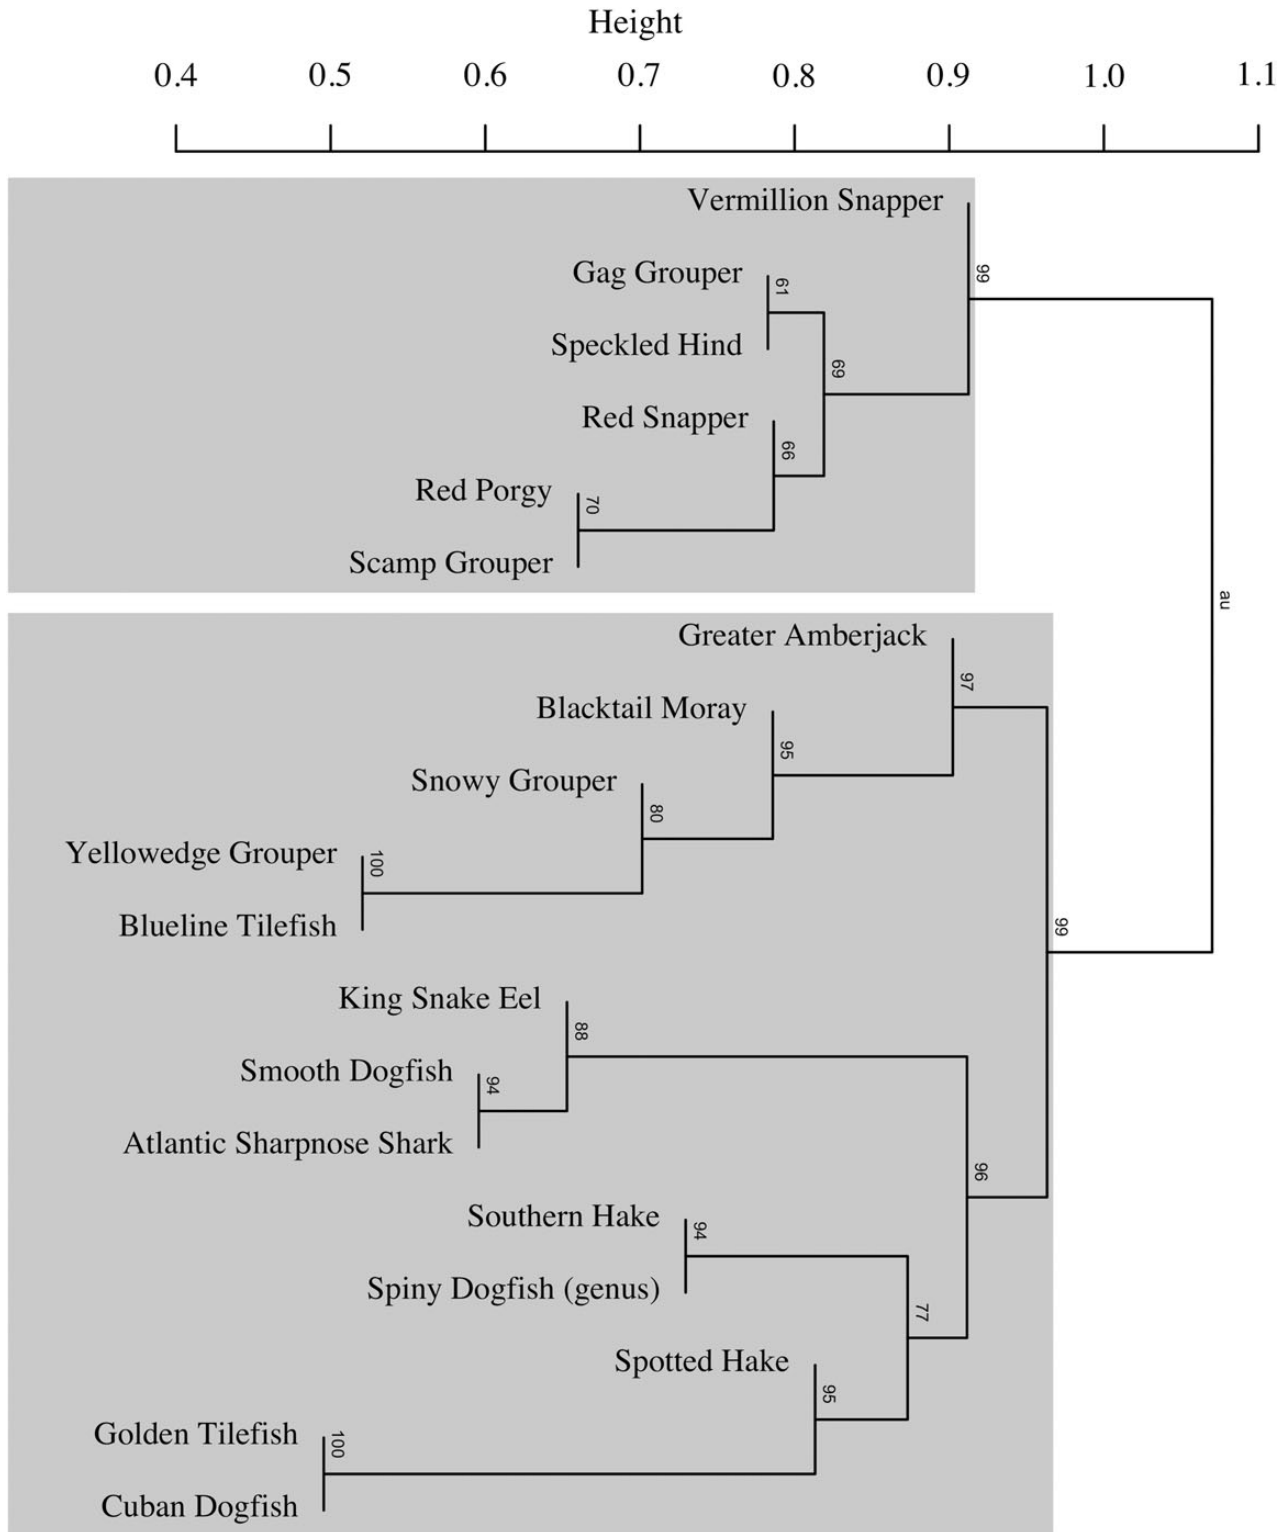 Height
0.4 0.5 0.6 0.7 0.8 0.9 1.0 1.1
Vermillion Snapper
99
Gag Grouper
61
Speckled Hind
69
Red Snapper
66
Red Porgy
70
Scamp Grouper
au
Greater Amberjack
97
Blacktail Moray
95
Snowy Grouper
80
Yellowedge Grouper
100
Blueline Tilefish
99
King Snake Eel
88
Smooth Dogfish
94
Atlantic Sharpnose Shark
96
Southern Hake
94
Spiny Dogfish (genus)
77
Spotted Hake
95
Golden Tilefish
100
Cuban Dogfish